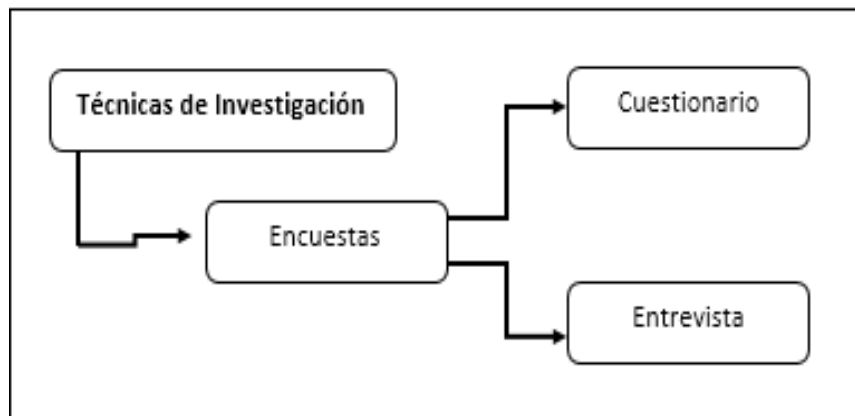 Técnicas de Investigación
Cuestionario
Encuestas
Entrevista